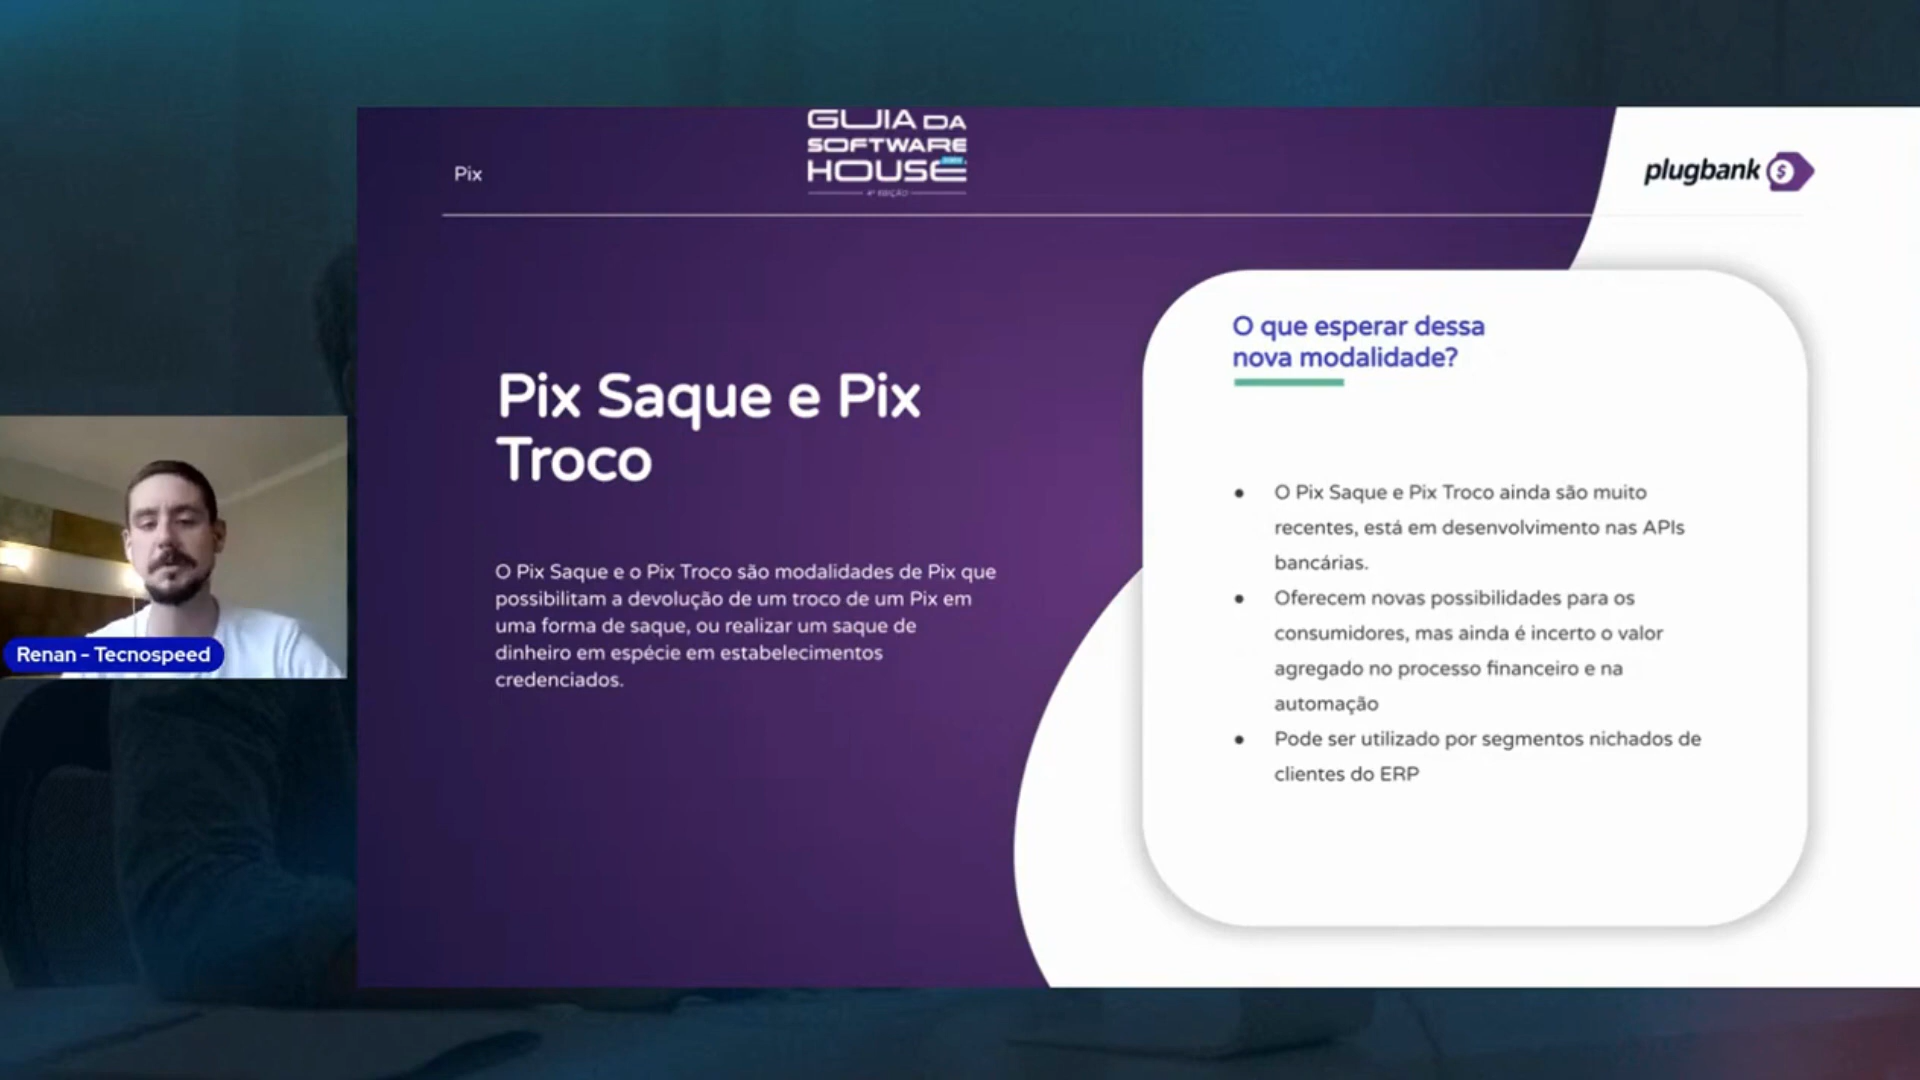 Pix
GUIA DA
SOFTWARE
HOUSE
4ª EDIÇÃO
plugbank
$
Pix Saque e Pix
Troco
O Pix Saque e o Pix Troco são modalidades de Pix que
possibilitam a devolução de um troco de um Pix em
uma forma de saque, ou realizar um saque de
dinheiro em espécie em estabelecimentos
credenciados.
O que esperar dessa
nova modalidade?
● O Pix Saque e Pix Troco ainda são muito
recentes, está em desenvolvimento nas APIs
bancárias.
● Oferecem novas possibilidades para os
consumidores, mas ainda é incerto o valor
agregado no processo financeiro e na
automação
● Pode ser utilizado por segmentos nichados de
clientes do ERP
Renan - Tecnospeed